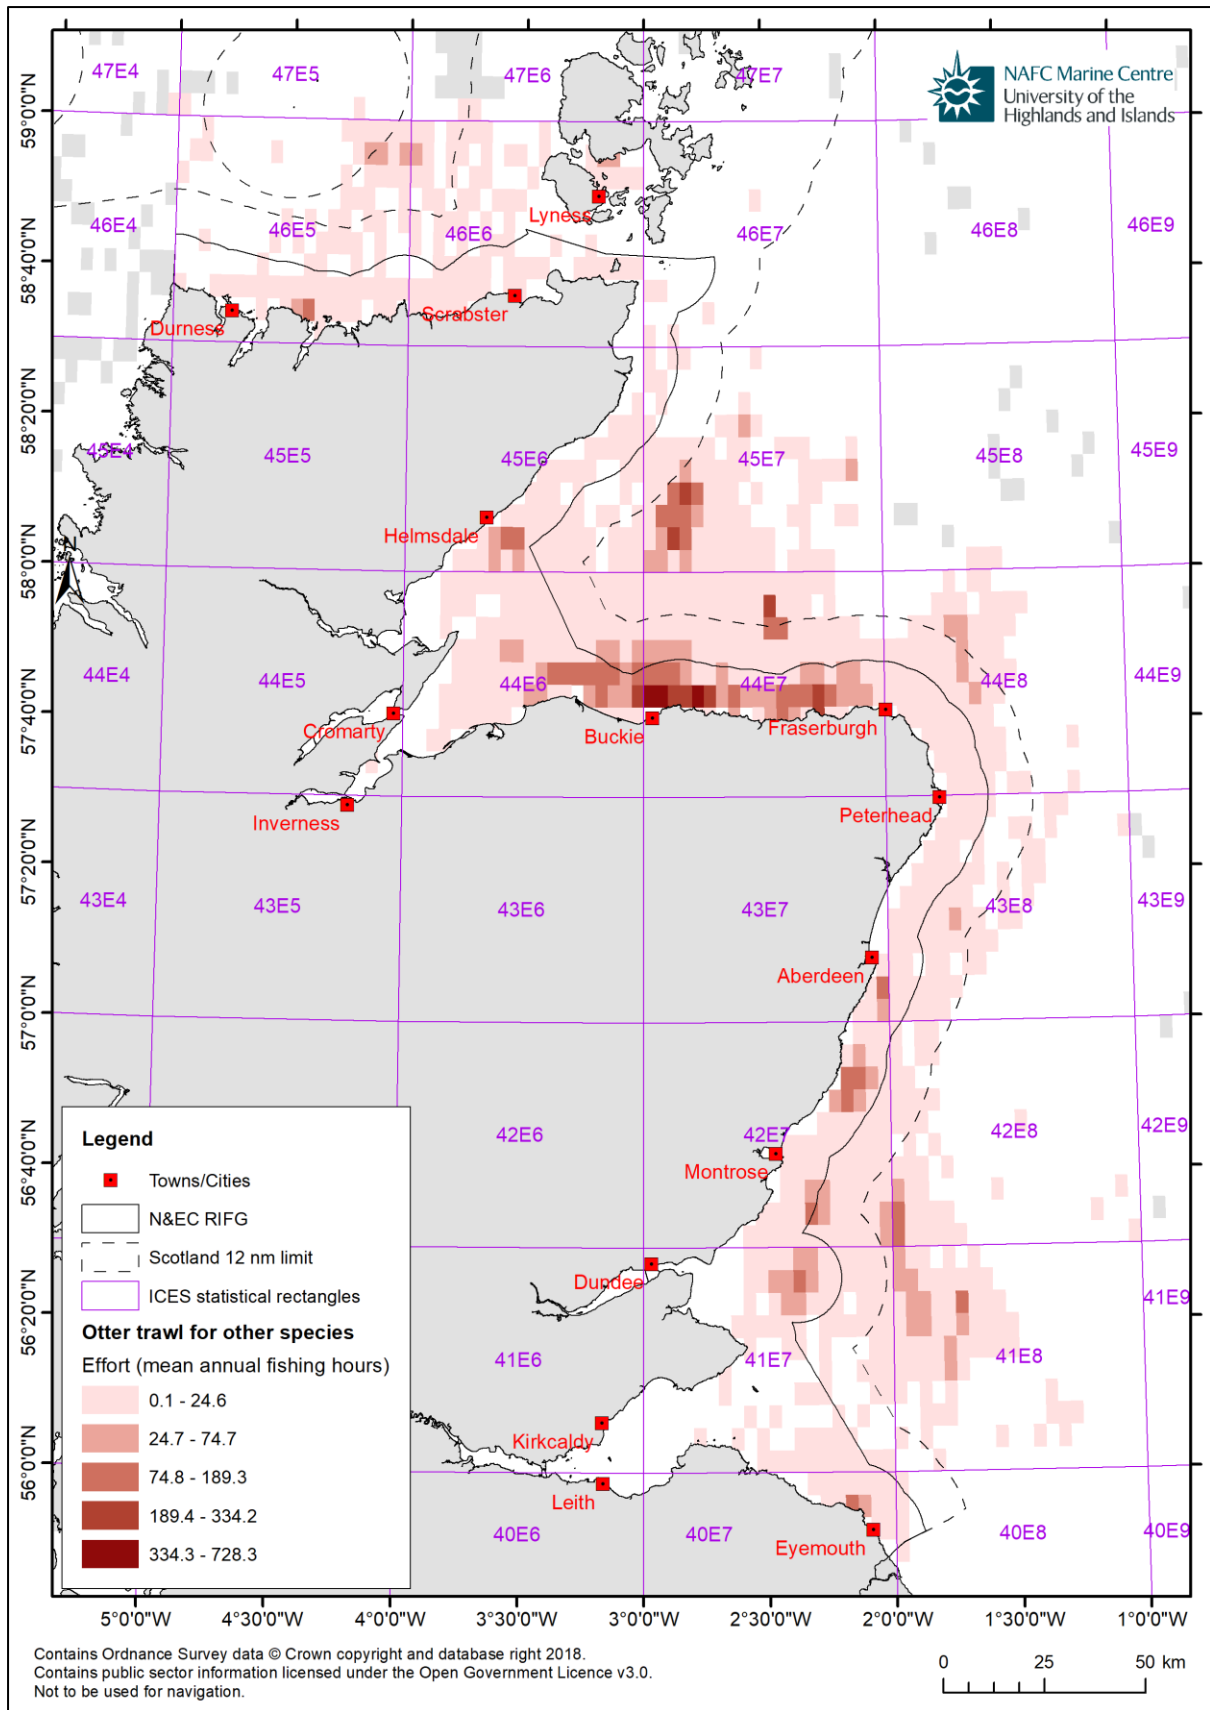 47E4
47E5
47E6
47E7
NAFC Marine Centre
University of the
Highlands and Islands
59°0'0"N
Lyness
46E4
46E5
46E6
46E7
46E8
46E9
58°40'0"N
Durness
Scrabster
58°20'0"N
45E4
45E5
45E6
45E7
45E8
45E9
Helmsdale
N
58°0'0"N
44E4
44E5
44E6
44E7
44E8
44E9
57°40'0"N
Cromarty
Buckie
Fraserburgh
Inverness
Peterhead
57°20'0"N
43E4
43E5
43E6
43E7
43E8
43E9
Aberdeen
57°0'0"N
42E6
42E7
42E8
42E9
56°40'0"N
Montrose
Dundee
56°20'0"N
41E6
41E7
41E8
41E9
Kirkcaldy
56°0'0"N
Leith
40E6
40E7
40E8
40E9
Eyemouth
Legend
Towns/Cities
N&EC RIFG
Scotland 12 nm limit
ICES statistical rectangles
Otter trawl for other species
Effort (mean annual fishing hours)
0.1 - 24.6
24.7 - 74.7
74.8 - 189.3
189.4 - 334.2
334.3 - 728.3
5°0'0"W 4°30'0"W 4°0'0"W 3°30'0"W 3°0'0"W 2°30'0"W 2°0'0"W 1°30'0"W 1°0'0"W
Contains Ordnance Survey data © Crown copyright and database right 2018.
Contains public sector information licensed under the Open Government Licence v3.0.
Not to be used for navigation.
0 25 50 km